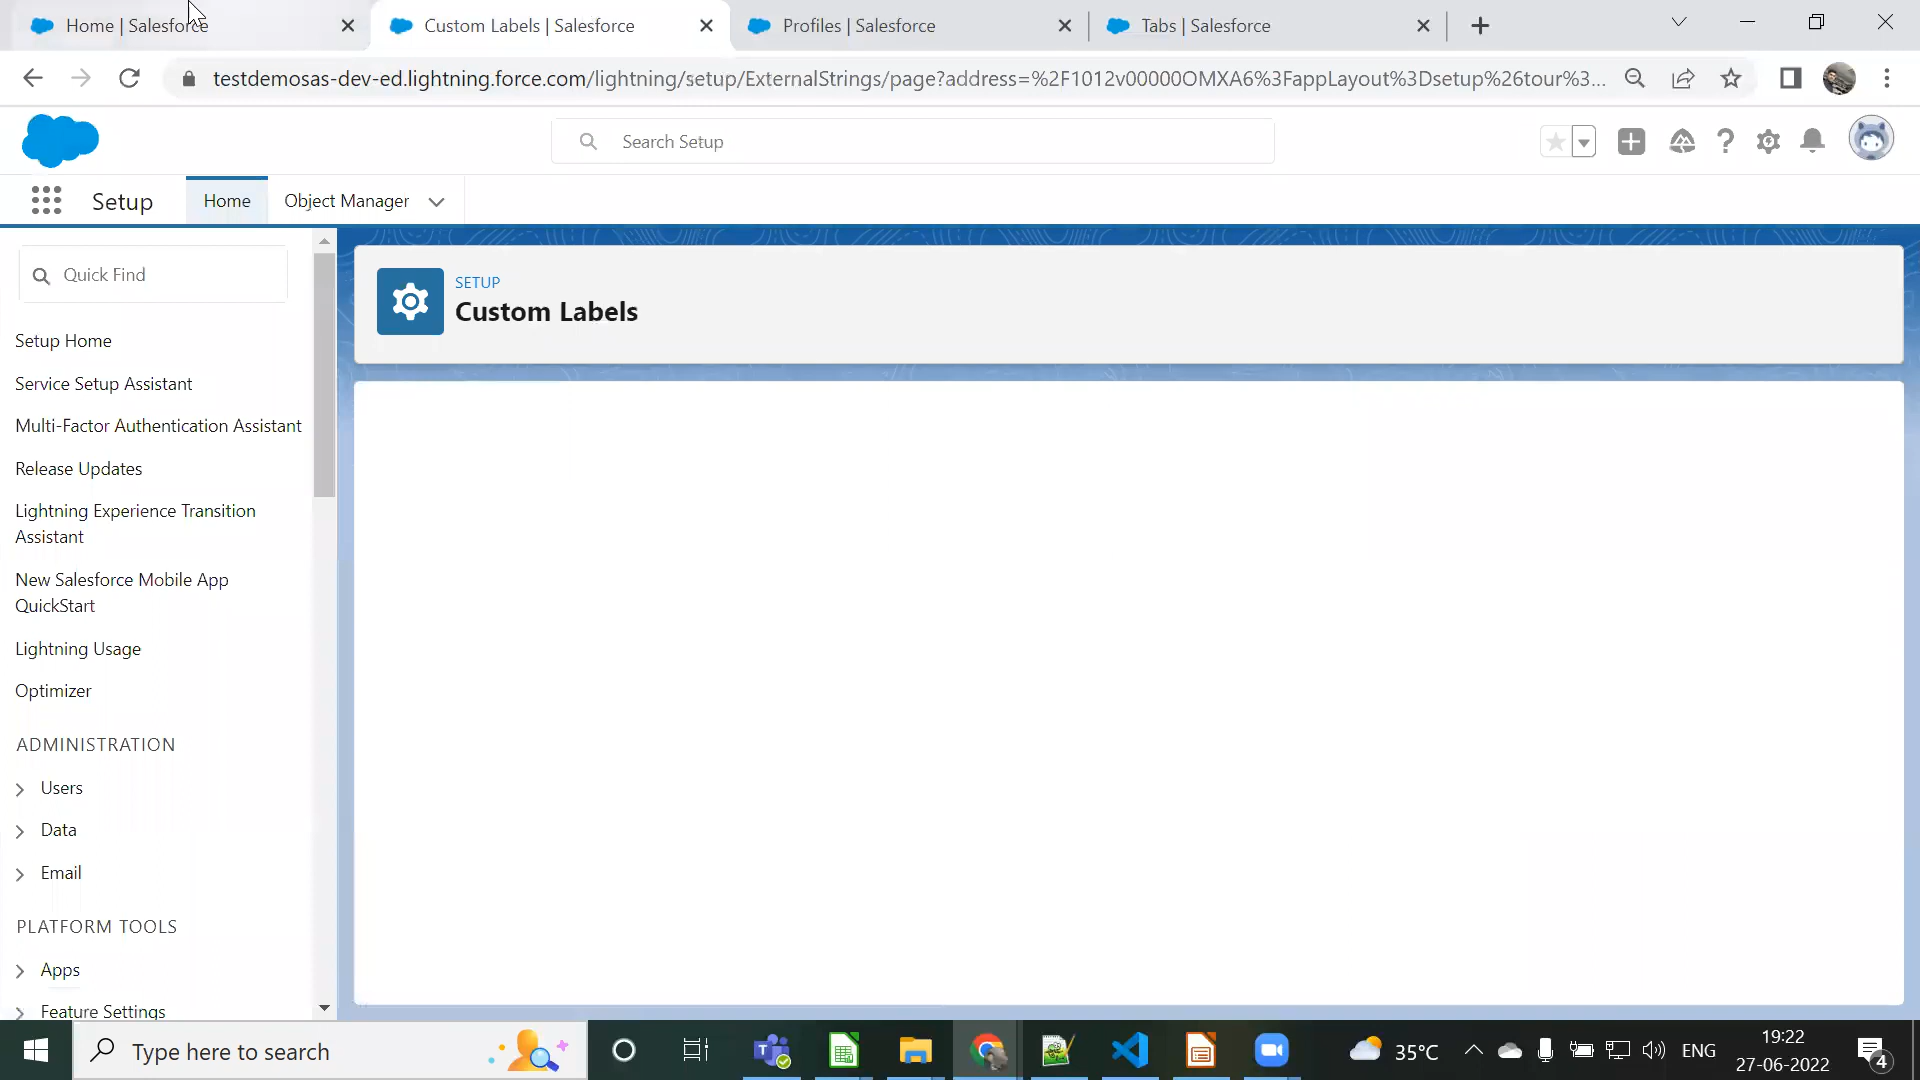 Home | Salesforce
Custom Labels | Salesforce
Profiles | Salesforce
Tabs | Salesforce
testdemosas-dev-ed.lightning.force.com/lightning/setup/ExternalStrings/page?address=%2F1012v00000OMXA6%3FappLayout%3Dsetup%26tour%3...
Search Setup
Setup
Home
Object Manager
Quick Find
Setup Home
Service Setup Assistant
Multi-Factor Authentication Assistant
Release Updates
Lightning Experience Transition
Assistant
New Salesforce Mobile App
QuickStart
Lightning Usage
Optimizer
ADMINISTRATION
Users
Data
Email
PLATFORM TOOLS
Apps
Feature Settings
SETUP
Custom Labels
Type here to search
35°C
ENG
19:22
27-06-2022
4